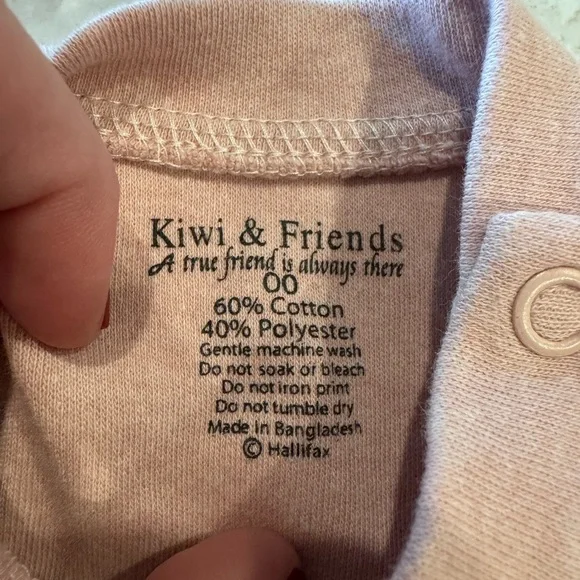 Kiwi & Friends
A true friend is always there
00
60% Cotton
40% Polyester
Gentle machine wash
Do not soak or bleach
Do not iron print
Do not tumble dry
Made in Bangladesh
© Hallifax